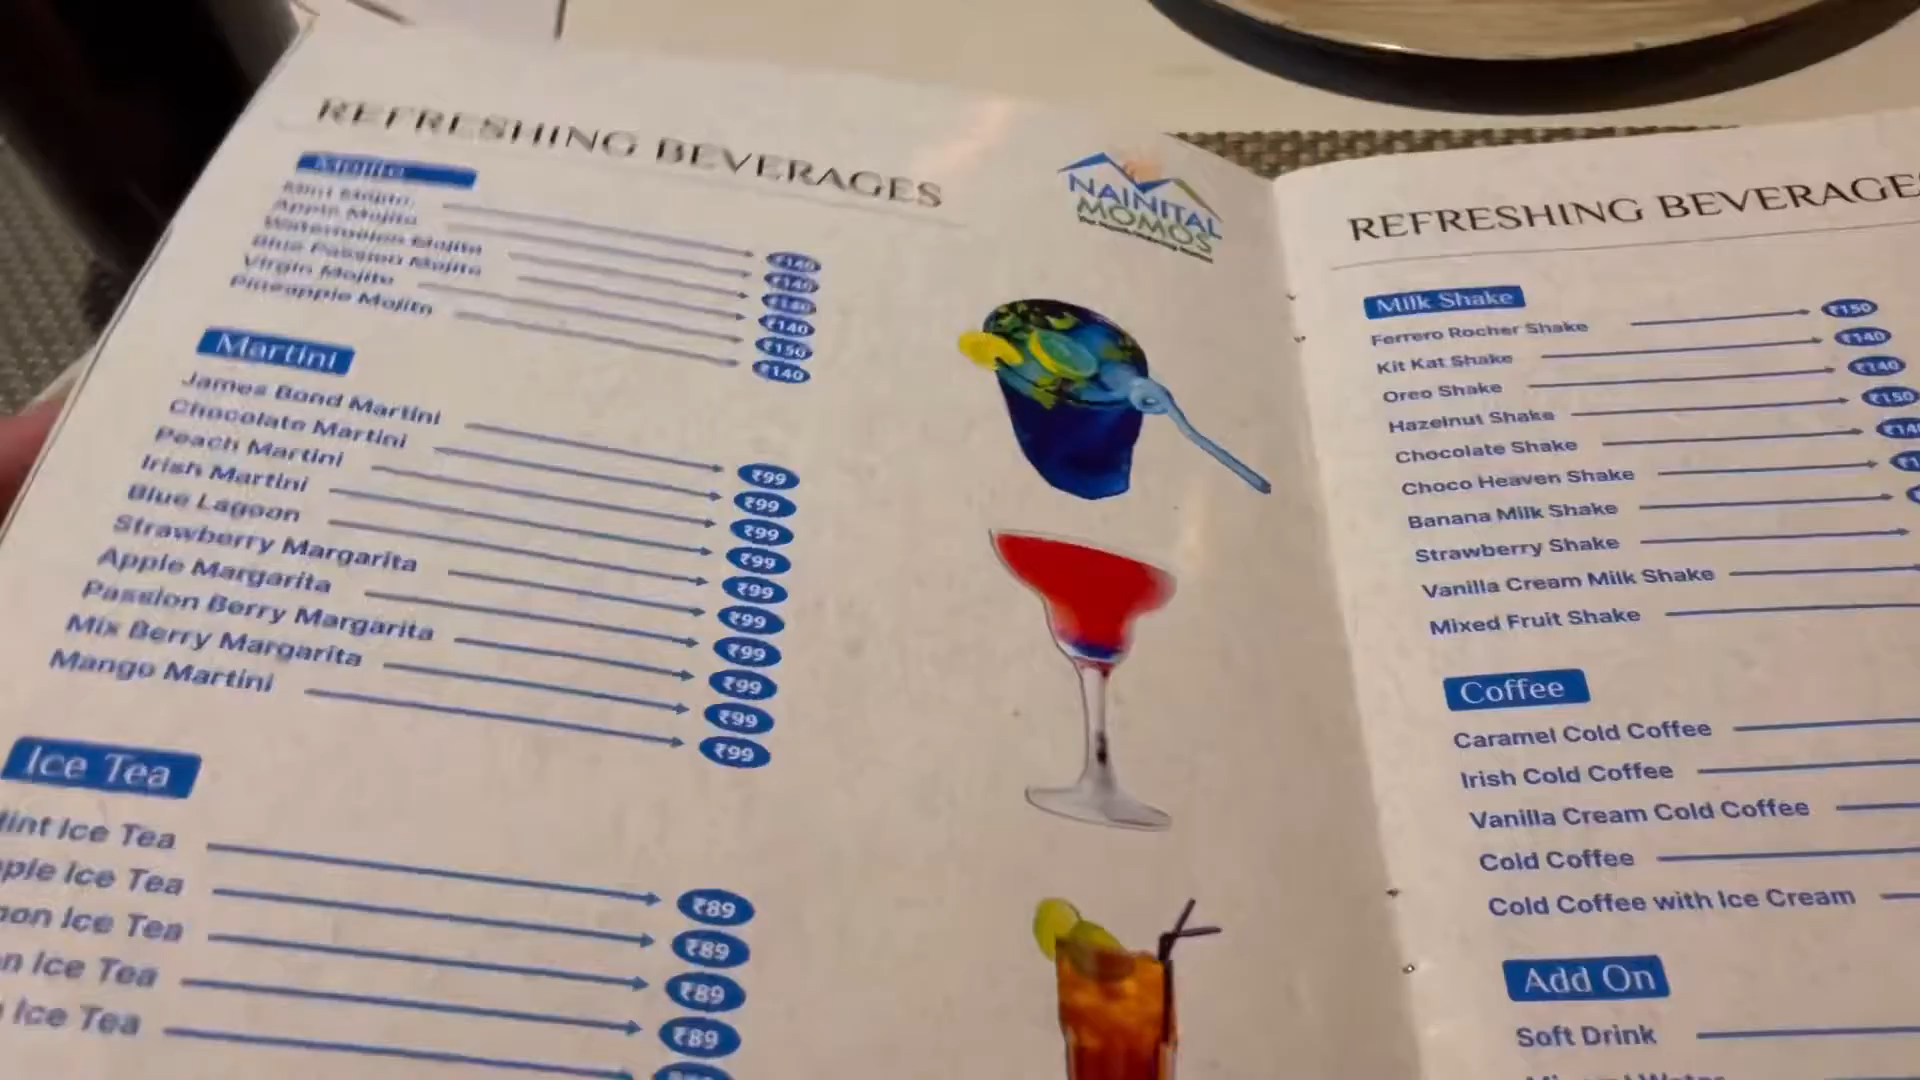 REFRESHING BEVERAGES
Mojito
Mint Mojito ₹140
Apple Mojito ₹140
Watermelon Mojito ₹140
Blue Passion Mojito ₹140
Virgin Mojito ₹150
Pineapple Mojito ₹140
Martini
James Bond Martini ₹99
Chocolate Martini ₹99
Peach Martini ₹99
Irish Martini ₹99
Blue Lagoon ₹99
Strawberry Margarita ₹99
Apple Margarita ₹99
Passion Berry Margarita ₹99
Mix Berry Margarita ₹99
Mango Martini ₹99
Ice Tea
Ice Tea ₹89
Ice Tea ₹89
Ice Tea ₹89
Ice Tea ₹89
Ice Tea
NAINITAL
MOMOS
REFRESHING BEVERAGES
Milk Shake
Ferrero Rocher Shake ₹150
Kit Kat Shake ₹140
Oreo Shake ₹140
Hazelnut Shake ₹150
Chocolate Shake
Choco Heaven Shake
Banana Milk Shake
Strawberry Shake
Vanilla Cream Milk Shake
Mixed Fruit Shake
Coffee
Caramel Cold Coffee
Irish Cold Coffee
Vanilla Cream Cold Coffee
Cold Coffee
Cold Coffee with Ice Cream
Add On
Soft Drink